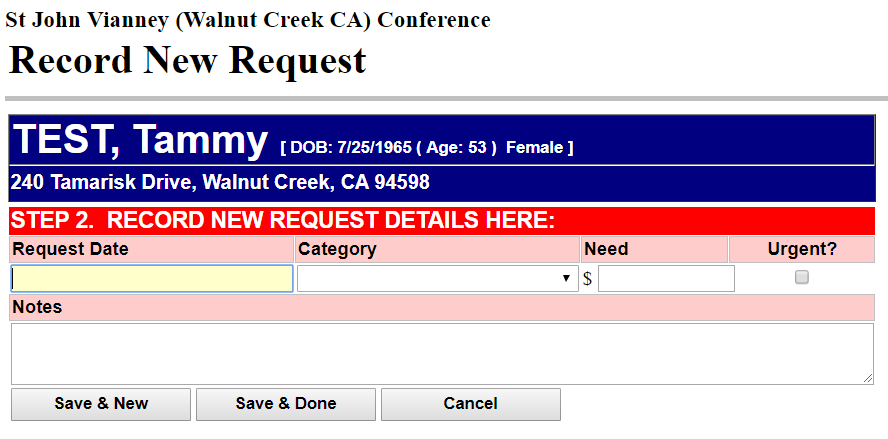 St John Vianney (Walnut Creek CA) Conference
Record New Request
TEST, Tammy [ DOB: 7/25/1965 ( Age: 53 ) Female ]
240 Tamarisk Drive, Walnut Creek, CA 94598
STEP 2. RECORD NEW REQUEST DETAILS HERE:
Request Date Category Need Urgent?
$
Notes
Save & New Save & Done Cancel